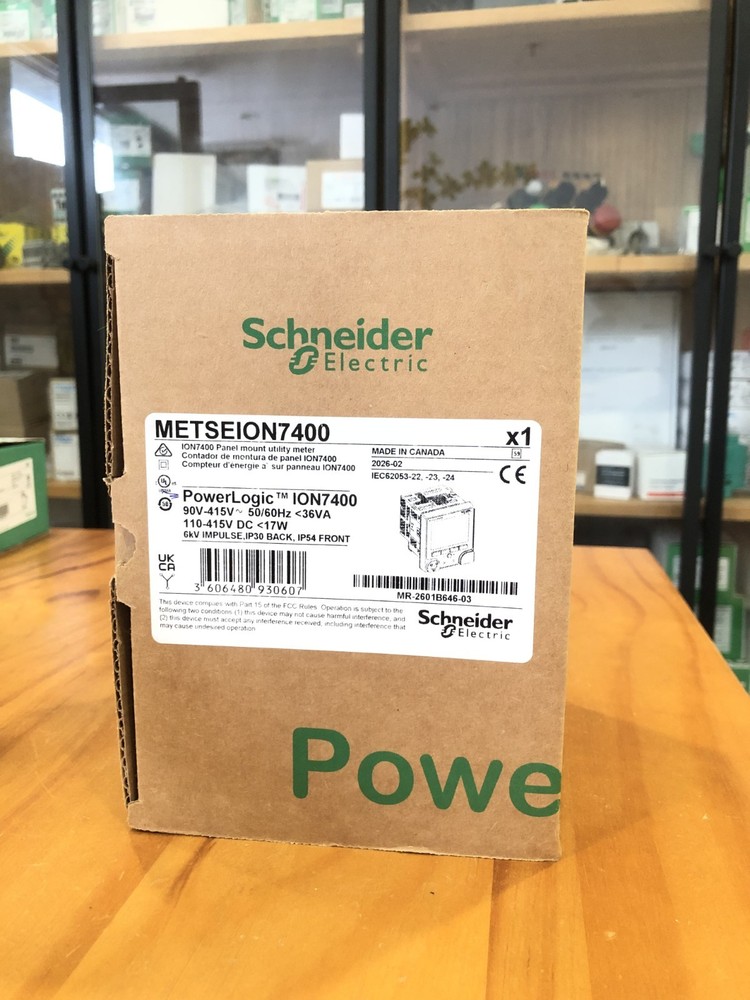 Schneider
Electric
METSEION7400
x1
ION7400 Panel mount utility meter
Contador de montura de panel ION7400
Compteur d'énergie a` sur panneau ION7400
MADE IN CANADA
2026-02
IEC62053-22, -23, -24
CE
PowerLogic™ ION7400
90V-415V~ 50/60Hz <36VA
110-415V DC <17W
6kV IMPULSE,IP30 BACK, IP54 FRONT
UK
CA
3 606480 930607
MR-2601B646-03
This device complies with Part 15 of the FCC Rules. Operation is subject to the
following two conditions (1) this device may not cause harmful interference, and
(2) this device must accept any interference received, including interference that
may cause undesired operation.
Schneider
Electric
Powe